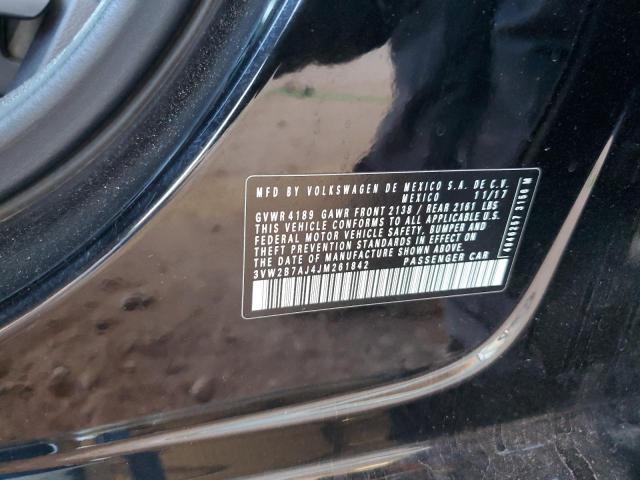 MFD BY VOLKSWAGEN DE MEXICO S.A. DE C.V.
MEXICO 11/17
GVWR 4189 GAWR FRONT 2138 / REAR 2161 LBS
THIS VEHICLE CONFORMS TO ALL APPLICABLE U.S.
FEDERAL MOTOR VEHICLE SAFETY, BUMPER AND
THEFT PREVENTION STANDARDS IN EFFECT ON
THE DATE OF MANUFACTURE SHOWN ABOVE.
3VW2B7AJ4JM261842 PASSENGER CAR